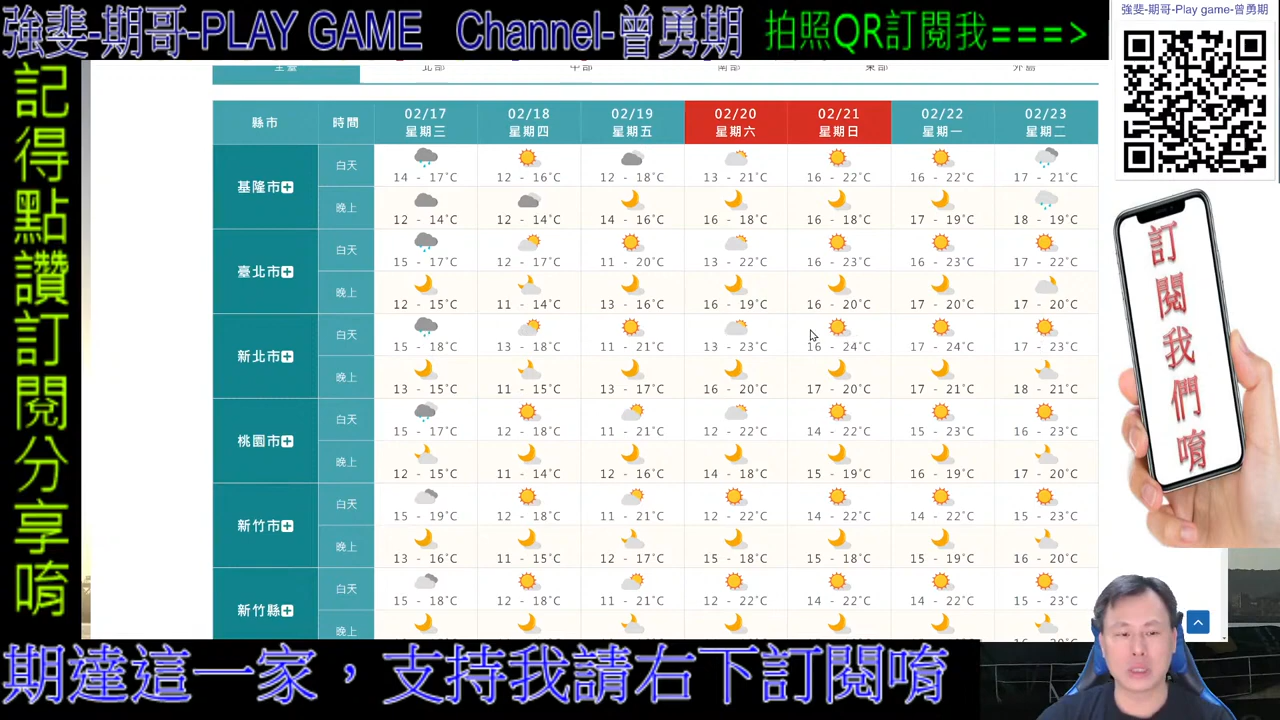 強斐-期哥-PLAY GAME Channel-曾勇期 拍照QR訂閱我===>
強斐-期哥-Play game-曾勇期
記得點讚訂閱分享唷
全臺 北部 中部 南部 東部 外島
縣市 時間 02/17 星期三 02/18 星期四 02/19 星期五 02/20 星期六 02/21 星期日 02/22 星期一 02/23 星期二
基隆市 白天 14 - 17°C 12 - 16°C 12 - 18°C 13 - 21°C 16 - 22°C 16 - 22°C 17 - 21°C
晚上 12 - 14°C 12 - 14°C 14 - 16°C 16 - 18°C 16 - 18°C 17 - 19°C 18 - 19°C
臺北市 白天 15 - 17°C 12 - 17°C 11 - 20°C 13 - 22°C 16 - 23°C 16 - 23°C 17 - 22°C
晚上 12 - 15°C 11 - 14°C 13 - 16°C 16 - 19°C 16 - 20°C 17 - 20°C 17 - 20°C
新北市 白天 15 - 18°C 13 - 18°C 11 - 21°C 13 - 23°C 16 - 24°C 17 - 24°C 17 - 23°C
晚上 13 - 15°C 11 - 15°C 13 - 17°C 16 - 20°C 17 - 20°C 17 - 21°C 18 - 21°C
桃園市 白天 15 - 17°C 12 - 18°C 11 - 21°C 12 - 22°C 14 - 22°C 15 - 23°C 16 - 23°C
晚上 12 - 15°C 11 - 14°C 12 - 16°C 14 - 18°C 15 - 19°C 16 - 19°C 17 - 20°C
新竹市 白天 15 - 19°C 12 - 18°C 11 - 21°C 12 - 22°C 14 - 22°C 14 - 22°C 15 - 23°C
晚上 13 - 16°C 11 - 15°C 12 - 17°C 15 - 18°C 15 - 18°C 15 - 19°C 16 - 20°C
新竹縣 白天 15 - 18°C 12 - 18°C 11 - 21°C 12 - 22°C 14 - 22°C 14 - 22°C 15 - 23°C
晚上
訂閱我們唷
期達這一家，支持我請右下訂閱唷